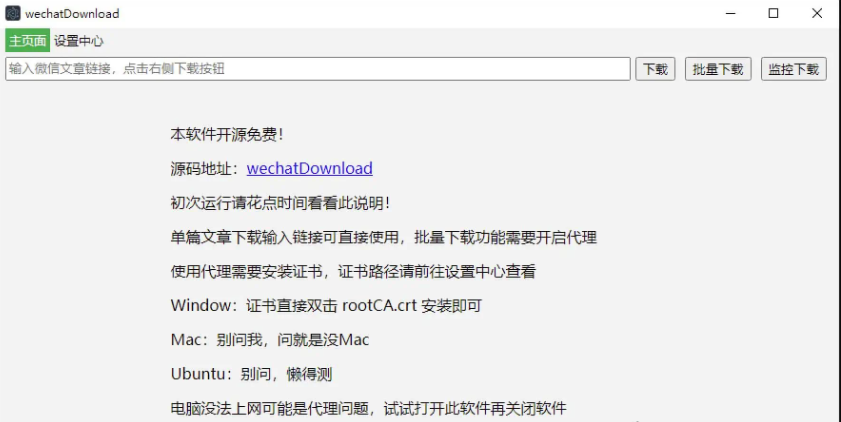 wechatDownload
主页面 设置中心
输入微信文章链接，点击右侧下载按钮 下载 批量下载 监控下载
本软件开源免费！
源码地址：wechatDownload
初次运行请花点时间看看此说明！
单篇文章下载输入链接可直接使用，批量下载功能需要开启代理
使用代理需要安装证书，证书路径请前往设置中心查看
Window：证书直接双击 rootCA.crt 安装即可
Mac：别问我，问就是没Mac
Ubuntu：别问，懒得测
电脑没法上网可能是代理问题，试试打开此软件再关闭软件